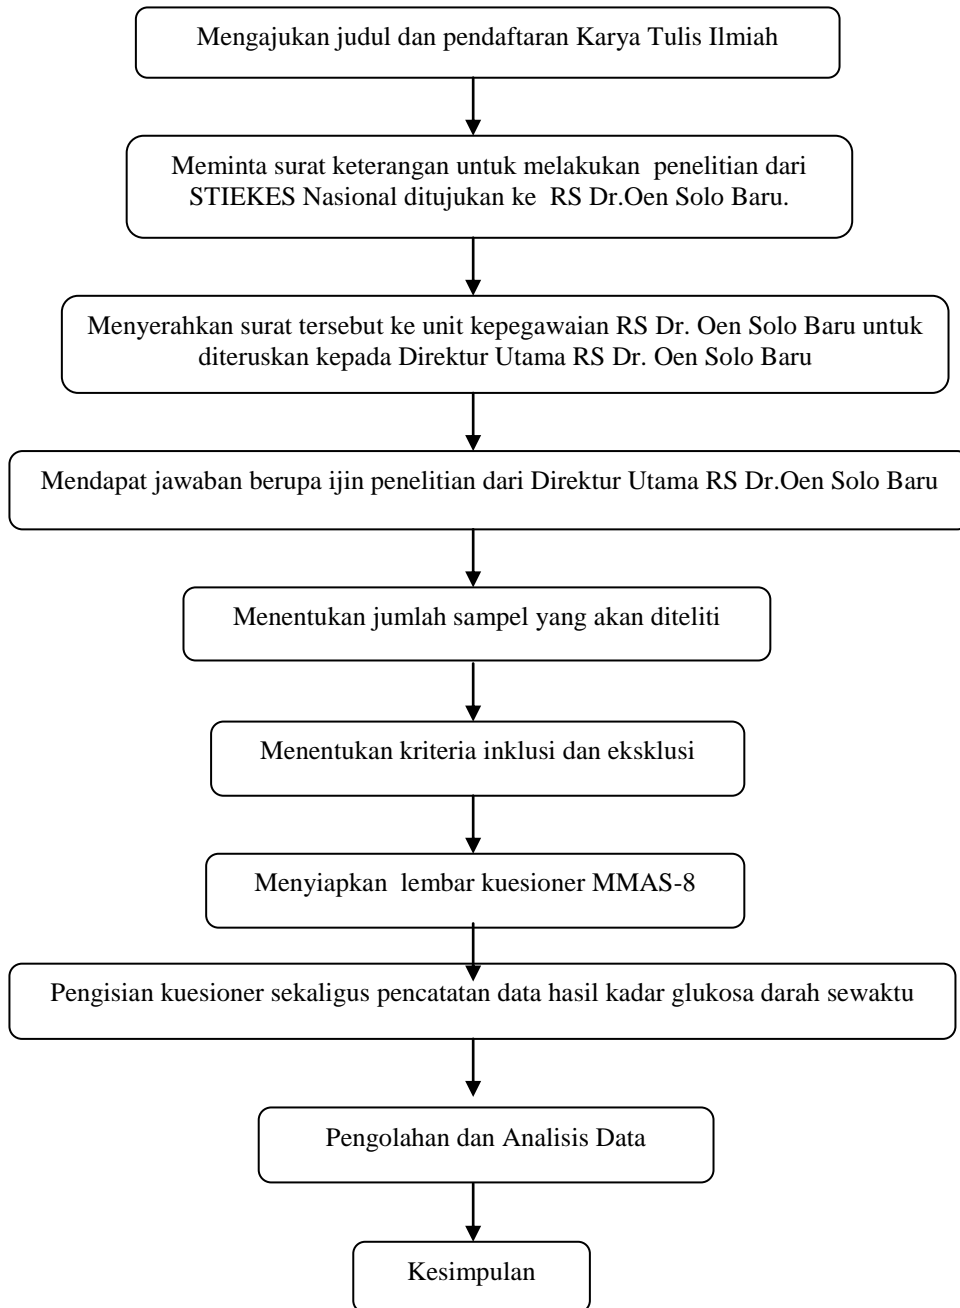 Mengajukan judul dan pendaftaran Karya Tulis Ilmiah
Meminta surat keterangan untuk melakukan penelitian dari
STIEKES Nasional ditujukan ke RS Dr.Oen Solo Baru.
Menyerahkan surat tersebut ke unit kepegawaian RS Dr. Oen Solo Baru untuk
diteruskan kepada Direktur Utama RS Dr. Oen Solo Baru
Mendapat jawaban berupa ijin penelitian dari Direktur Utama RS Dr.Oen Solo Baru
Menentukan jumlah sampel yang akan diteliti
Menentukan kriteria inklusi dan eksklusi
Menyiapkan lembar kuesioner MMAS-8
Pengisian kuesioner sekaligus pencatatan data hasil kadar glukosa darah sewaktu
Pengolahan dan Analisis Data
Kesimpulan